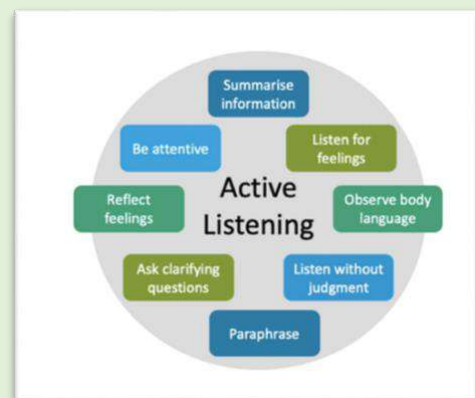 Summarise
information
Be attentive
Listen for
feelings
Reflect
feelings
Active
Listening
Observe body
language
Ask clarifying
questions
Listen without
judgment
Paraphrase